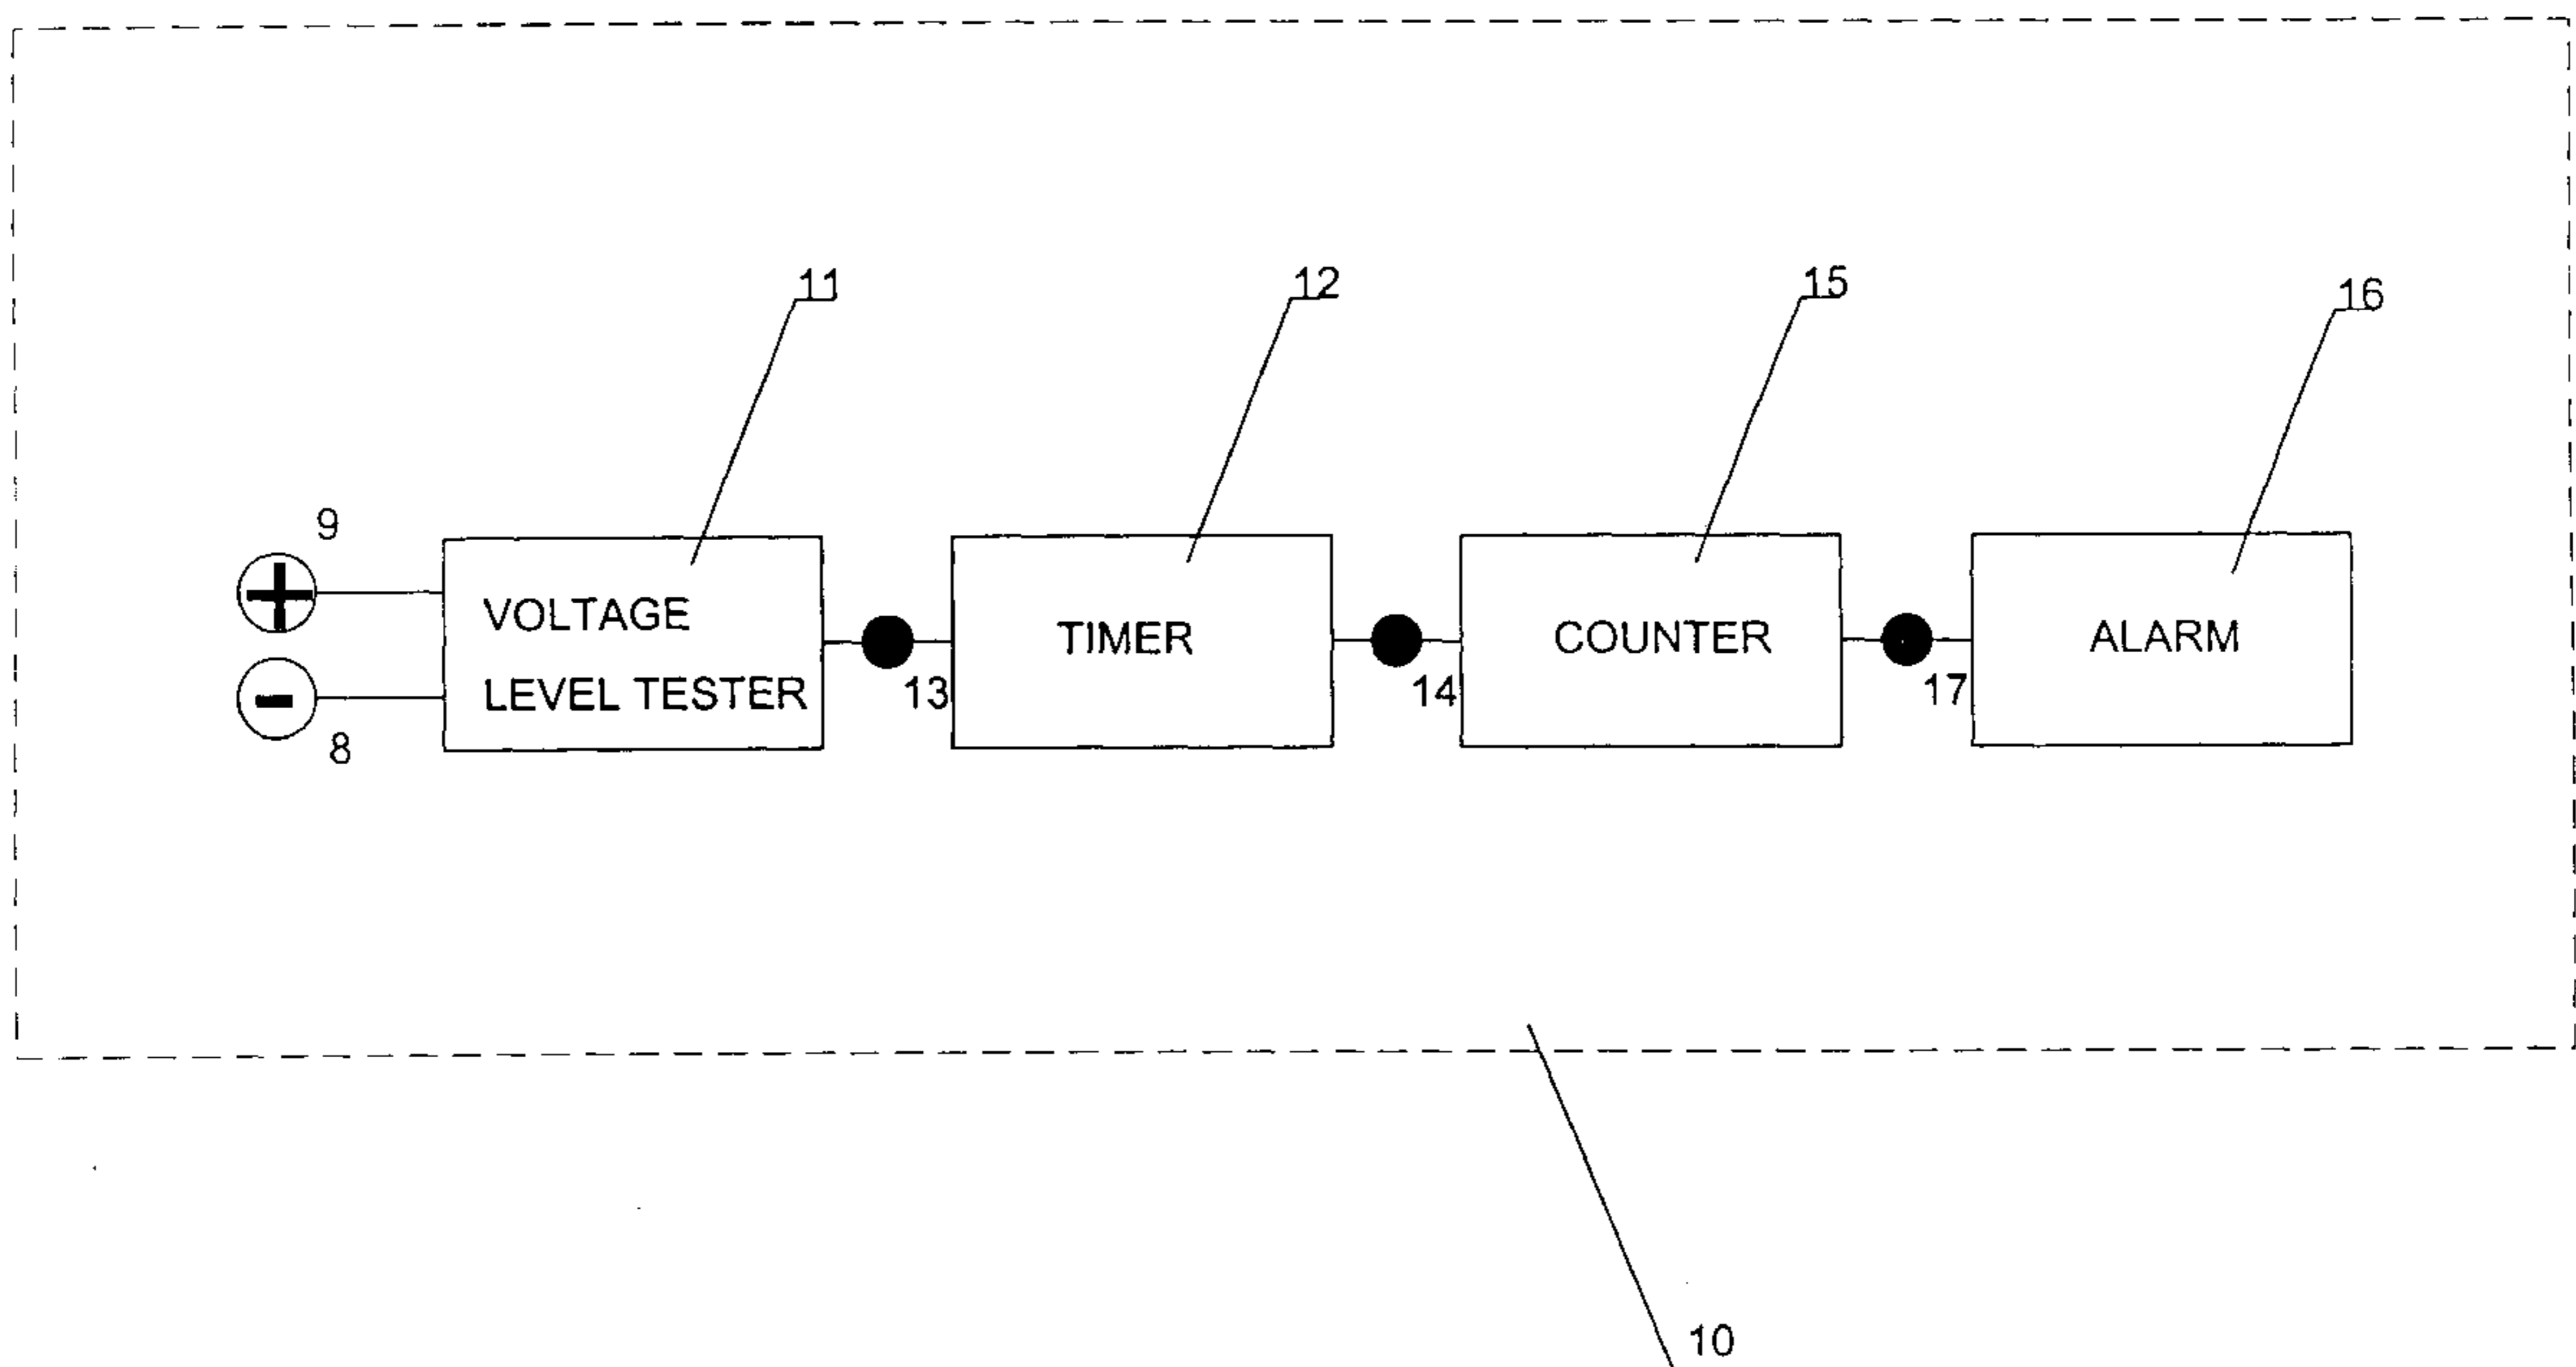 11
12
15
16
9
+
VOLTAGE
LEVEL TESTER
TIMER
COUNTER
ALARM
-
8
13
14
17
10